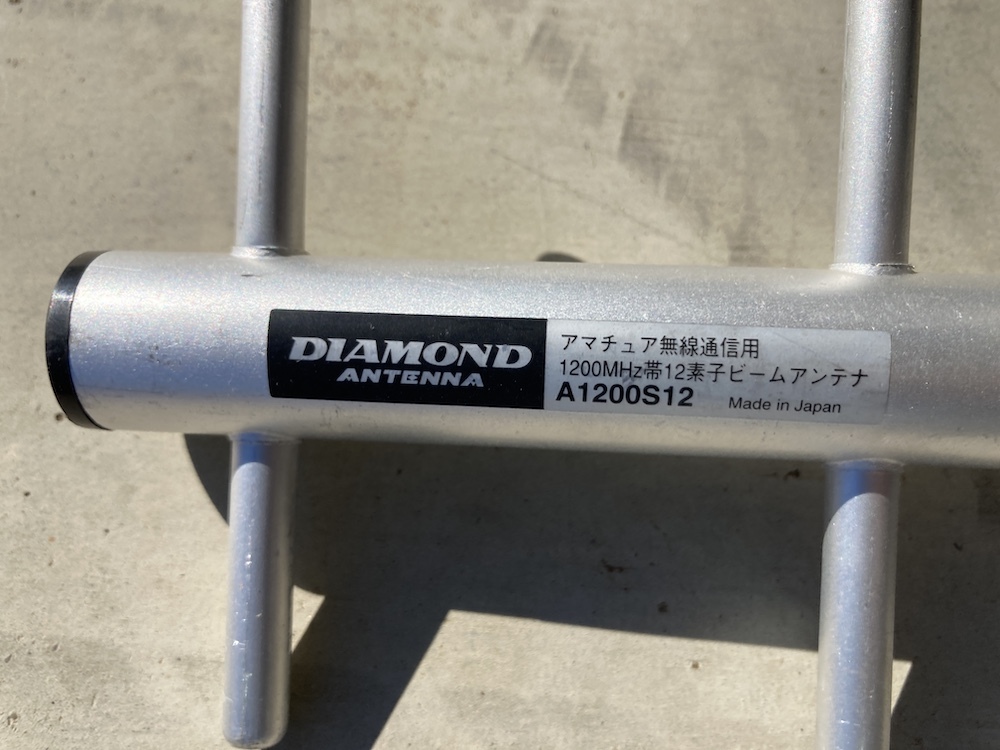 DIAMOND
ANTENNA
アマチュア無線通信用
1200MHz帯12素子ビームアンテナ
A1200S12 Made in Japan